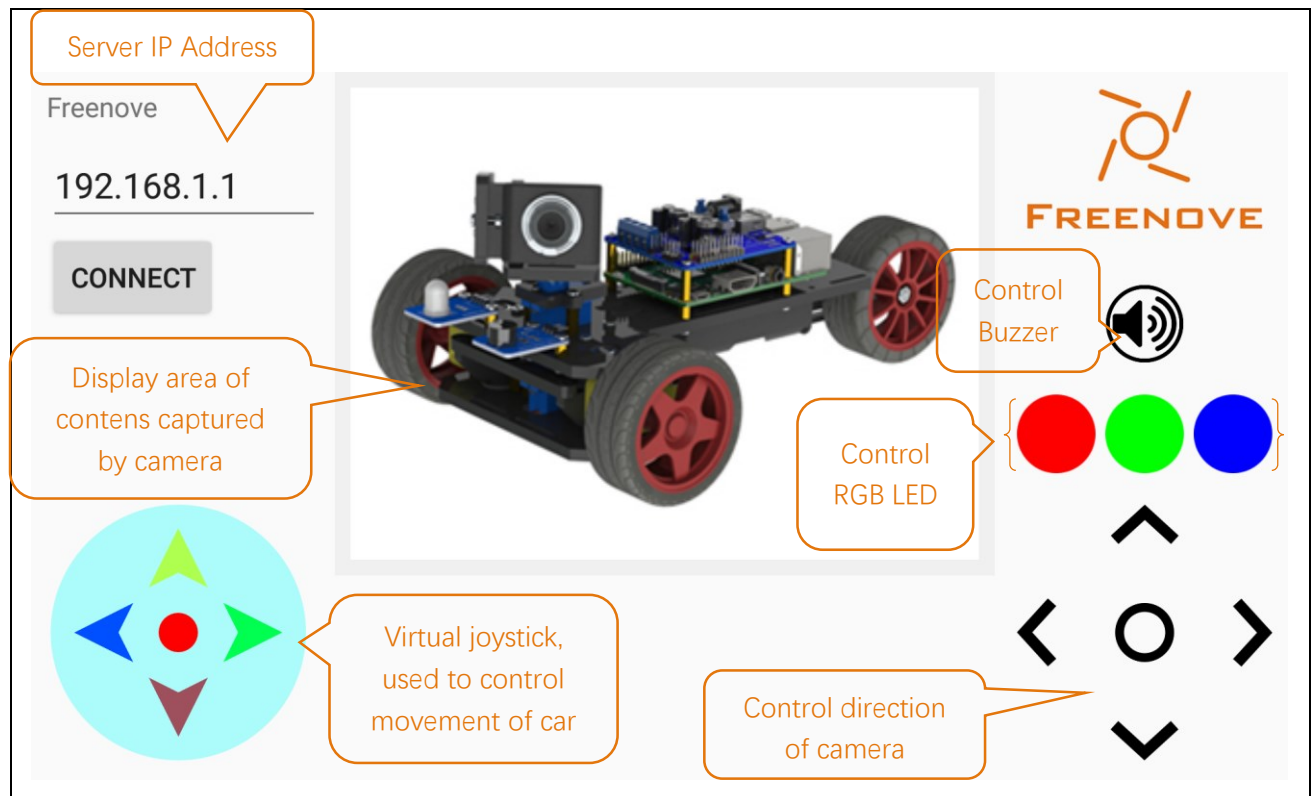 Server IP Address
Freenove
192.168.1.1
CONNECT
FREENOVE
Control
Buzzer
Display area of
contens captured
by camera
Control
RGB LED
Virtual joystick,
used to control
movement of car
Control direction
of camera